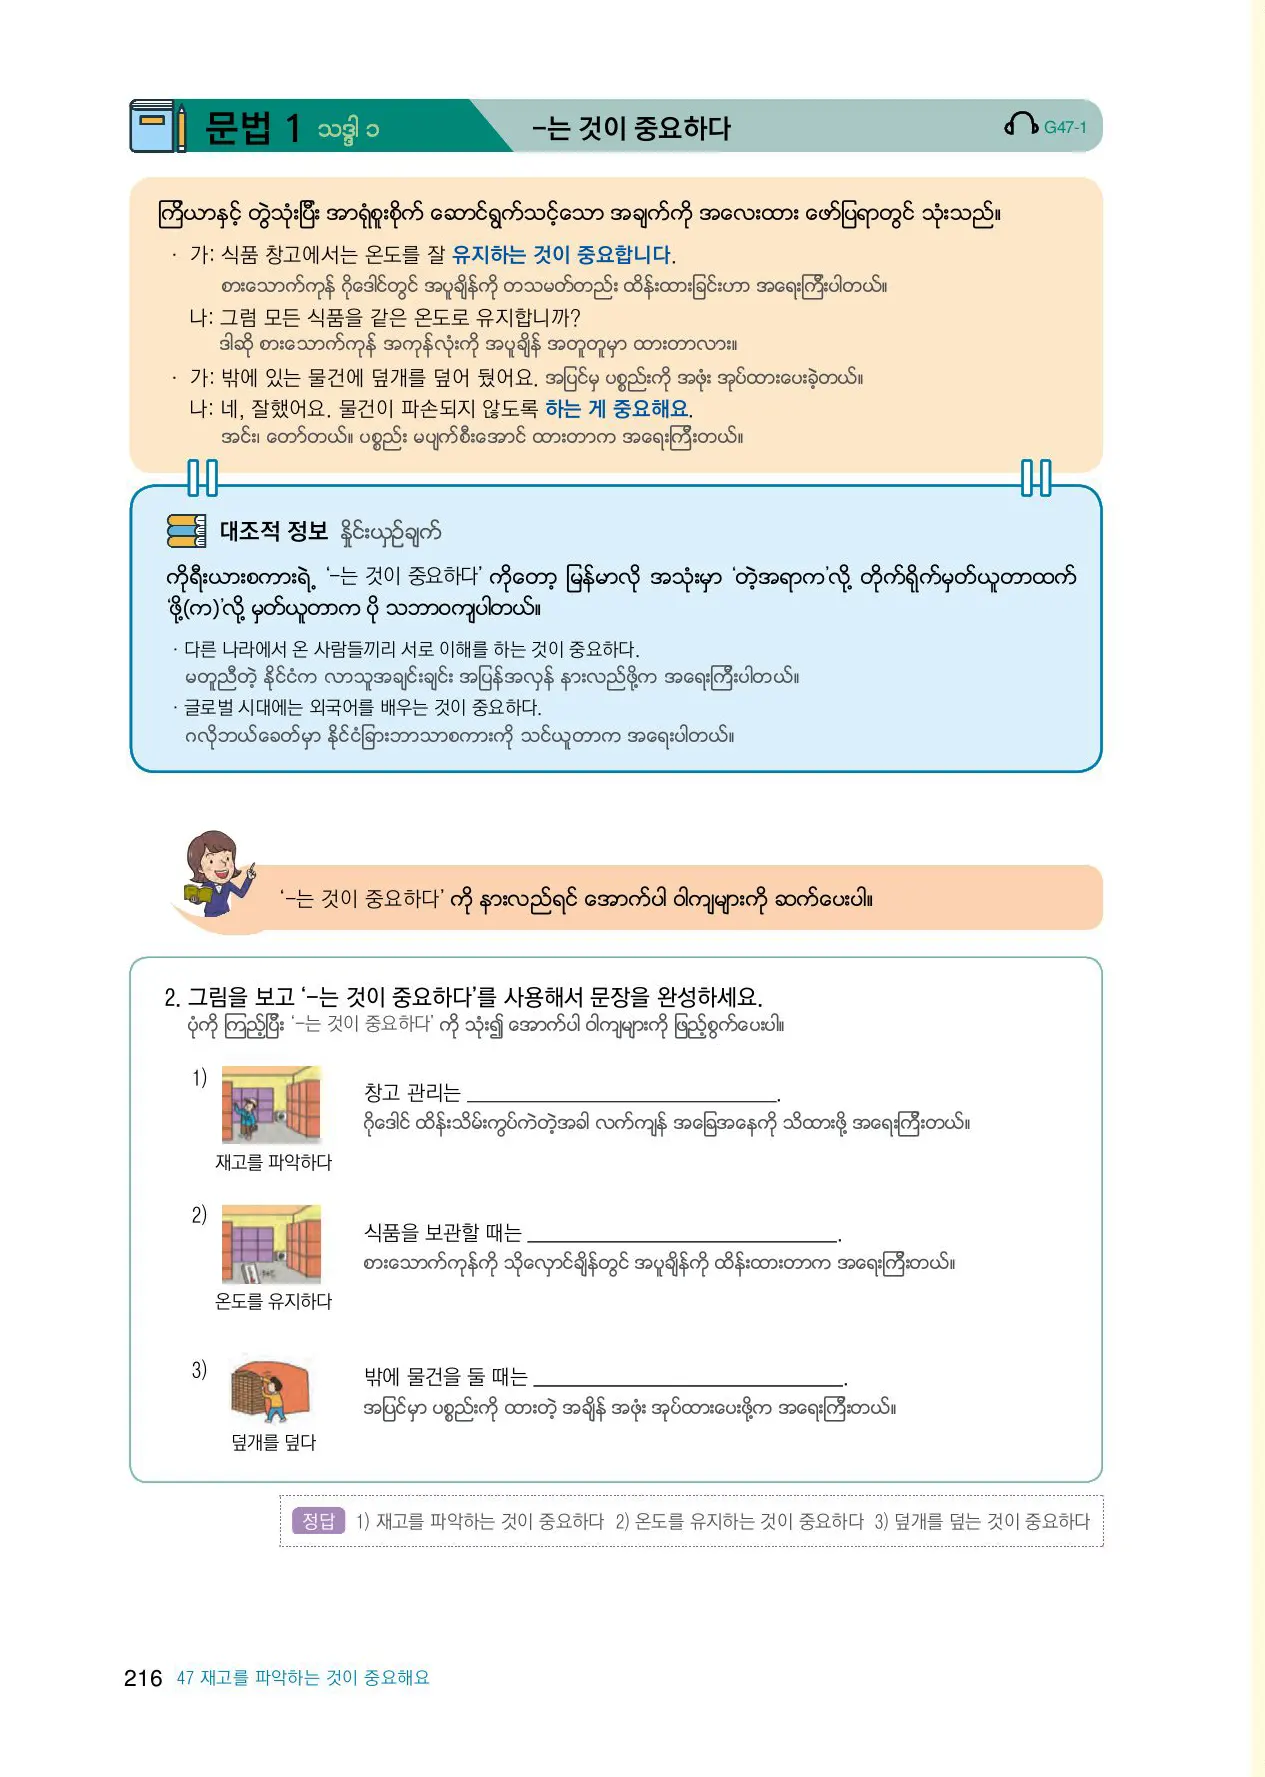 문법 1 သဒ္ဒါ ၁ -는 것이 중요하다 G47-1
ကြိယာနှင့် တွဲသုံးပြီး အာရုံစူးစိုက် ဆောင်ရွက်သင့်သော အချက်ကို အလေးထား ဖော်ပြရာတွင် သုံးသည်။
· 가: 식품 창고에서는 온도를 잘 유지하는 것이 중요합니다.
စားသောက်ကုန် ဂိုဒေါင်တွင် အပူချိန်ကို တသမတ်တည်း ထိန်းထားခြင်းဟာ အရေးကြီးပါတယ်။
나: 그럼 모든 식품을 같은 온도로 유지합니까?
ဒါဆို စားသောက်ကုန် အကုန်လုံးကို အပူချိန် အတူတူမှာ ထားတာလား။
· 가: 밖에 있는 물건에 덮개를 덮어 뒀어요. အပြင်မှ ပစ္စည်းကို အဖုံး အုပ်ထားပေးခဲ့တယ်။
나: 네, 잘했어요. 물건이 파손되지 않도록 하는 게 중요해요.
အင်း၊ တော်တယ်။ ပစ္စည်း မပျက်စီးအောင် ထားတာက အရေးကြီးတယ်။
대조적 정보 နှိုင်းယှဉ်ချက်
ကိုရီးယားစကားရဲ့ ‘-는 것이 중요하다’ ကိုတော့ မြန်မာလို အသုံးမှာ ‘တဲ့အရာက’လို့ တိုက်ရိုက်မှတ်ယူတာထက်
‘ဖို့(က)’လို့ မှတ်ယူတာက ပို သဘာဝကျပါတယ်။
· 다른 나라에서 온 사람들끼리 서로 이해를 하는 것이 중요하다.
မတူညီတဲ့ နိုင်ငံက လာသူအချင်းချင်း အပြန်အလှန် နားလည်ဖို့က အရေးကြီးပါတယ်။
· 글로벌 시대에는 외국어를 배우는 것이 중요하다.
ဂလိုဘယ်ခေတ်မှာ နိုင်ငံခြားဘာသာစကားကို သင်ယူတာက အရေးပါတယ်။
‘-는 것이 중요하다’ ကို နားလည်ရင် အောက်ပါ ဝါကျများကို ဆက်ပေးပါ။
2. 그림을 보고 ‘-는 것이 중요하다’를 사용해서 문장을 완성하세요.
ပုံကို ကြည့်ပြီး ‘-는 것이 중요하다’ ကို သုံး၍ အောက်ပါ ဝါကျများကို ဖြည့်စွက်ပေးပါ။
1) 창고 관리는 ______________________________.
ဂိုဒေါင် ထိန်းသိမ်းကွပ်ကဲတဲ့အခါ လက်ကျန် အခြေအနေကို သိထားဖို့ အရေးကြီးတယ်။
재고를 파악하다
2) 식품을 보관할 때는 ______________________________.
စားသောက်ကုန်ကို သိုလှောင်ချိန်တွင် အပူချိန်ကို ထိန်းထားတာက အရေးကြီးတယ်။
온도를 유지하다
3) 밖에 물건을 둘 때는 ______________________________.
အပြင်မှာ ပစ္စည်းကို ထားတဲ့ အချိန် အဖုံး အုပ်ထားပေးဖို့က အရေးကြီးတယ်။
덮개를 덮다
정답 1) 재고를 파악하는 것이 중요하다 2) 온도를 유지하는 것이 중요하다 3) 덮개를 덮는 것이 중요하다
216 47 재고를 파악하는 것이 중요해요